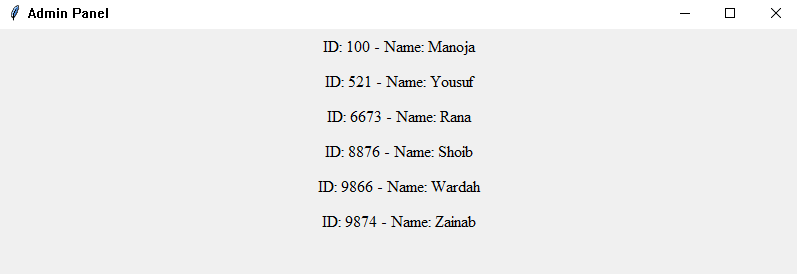 Admin Panel
ID: 100 - Name: Manoja
ID: 521 - Name: Yousuf
ID: 6673 - Name: Rana
ID: 8876 - Name: Shoib
ID: 9866 - Name: Wardah
ID: 9874 - Name: Zainab